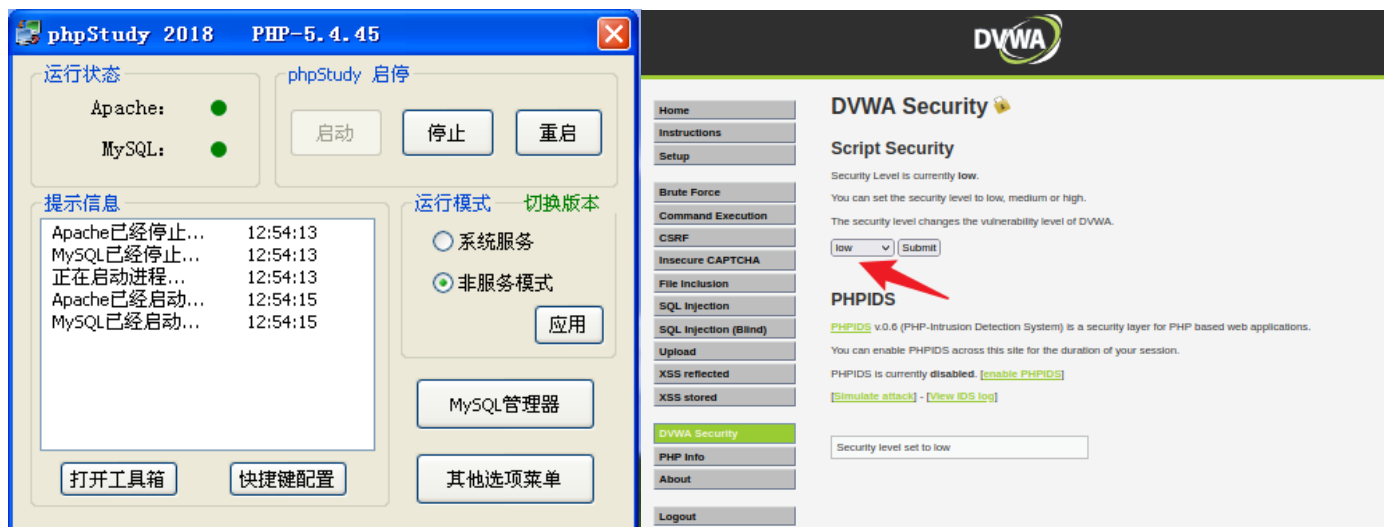 phpStudy 2018 PHP-5.4.45
运行状态
Apache:
MySQL:
phpStudy 启停
启动
停止
重启
提示信息
Apache已经停止... 12:54:13
MySQL已经停止... 12:54:13
正在启动进程... 12:54:13
Apache已经启动... 12:54:15
MySQL已经启动... 12:54:15
打开工具箱
快捷键配置
运行模式
切换版本
系统服务
非服务模式
应用
MySQL管理器
其他选项菜单
DVWA
Home
Instructions
Setup
Brute Force
Command Execution
CSRF
Insecure CAPTCHA
File Inclusion
SQL Injection
SQL Injection (Blind)
Upload
XSS reflected
XSS stored
DVWA Security
PHP Info
About
Logout
DVWA Security
Script Security
Security Level is currently low.
You can set the security level to low, medium or high.
The security level changes the vulnerability level of DVWA.
low Submit
PHPIDS
PHPIDS v.0.6 (PHP-Intrusion Detection System) is a security layer for PHP based web applications.
You can enable PHPIDS across this site for the duration of your session.
PHPIDS is currently disabled. [enable PHPIDS]
[Simulate attack] - [View IDS log]
Security level set to low